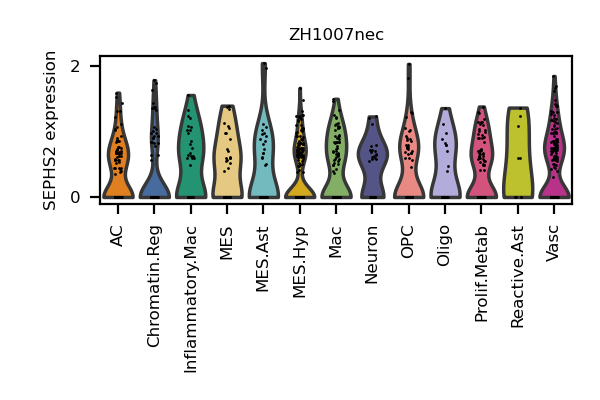 ZH1007nec
SEPHS2 expression
2
0
AC
Chromatin.Reg
Inflammatory.Mac
MES
MES.Ast
MES.Hyp
Mac
Neuron
OPC
Oligo
Prolif.Metab
Reactive.Ast
Vasc